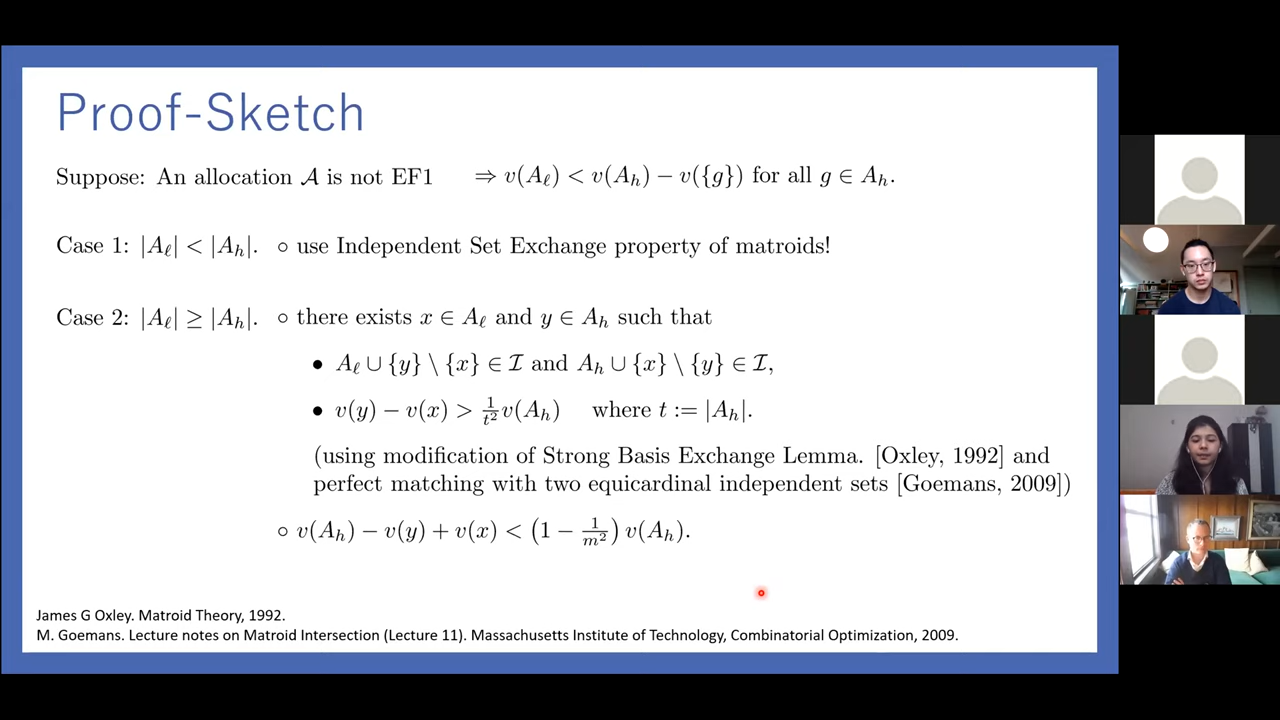 Proof-Sketch
Suppose: An allocation 𝒜 is not EF1 ⇒ v(A_ℓ) < v(A_h) − v({g}) for all g ∈ A_h.
Case 1: |A_ℓ| < |A_h|. ○ use Independent Set Exchange property of matroids!
Case 2: |A_ℓ| ≥ |A_h|. ○ there exists x ∈ A_ℓ and y ∈ A_h such that
• A_ℓ ∪ {y} \ {x} ∈ ℐ and A_h ∪ {x} \ {y} ∈ ℐ,
• v(y) − v(x) > 1/t² v(A_h) where t := |A_h|.
(using modification of Strong Basis Exchange Lemma. [Oxley, 1992] and
perfect matching with two equicardinal independent sets [Goemans, 2009])
○ v(A_h) − v(y) + v(x) < (1 − 1/m²) v(A_h).
James G Oxley. Matroid Theory, 1992.
M. Goemans. Lecture notes on Matroid Intersection (Lecture 11). Massachusetts Institute of Technology, Combinatorial Optimization, 2009.